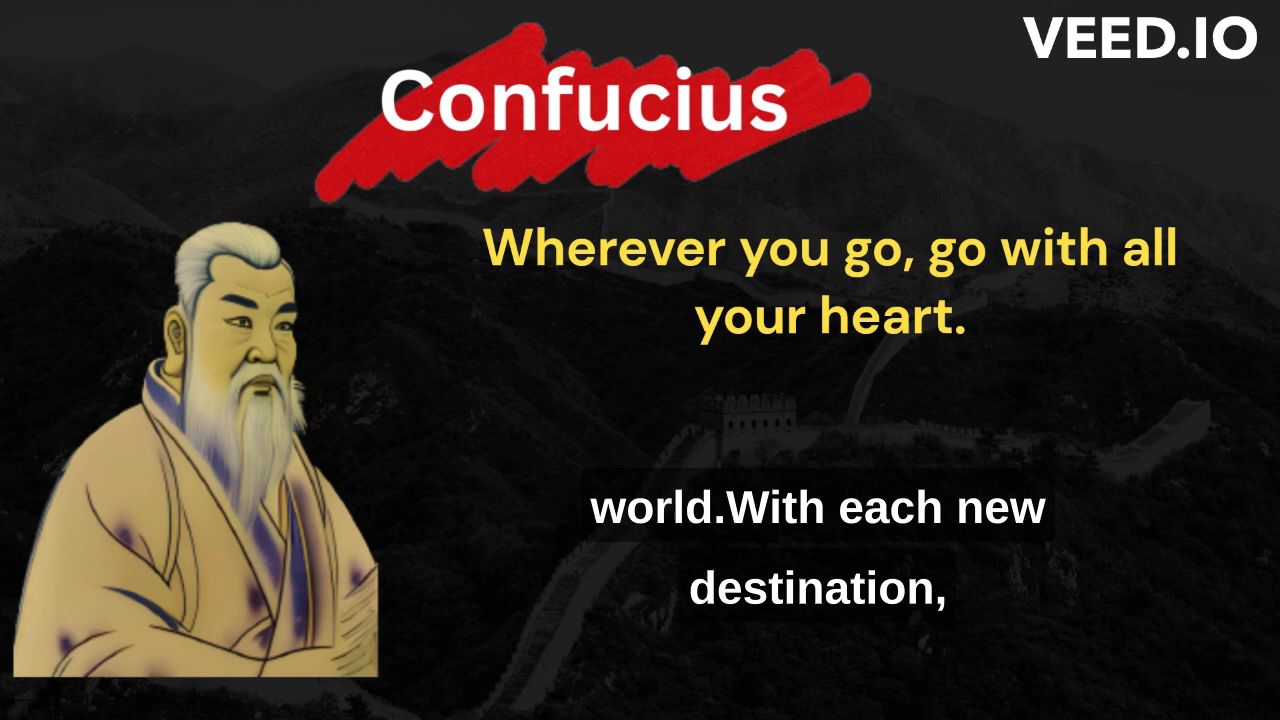 VEED.IO
Confucius
Wherever you go, go with all
your heart.
world.With each new
destination,